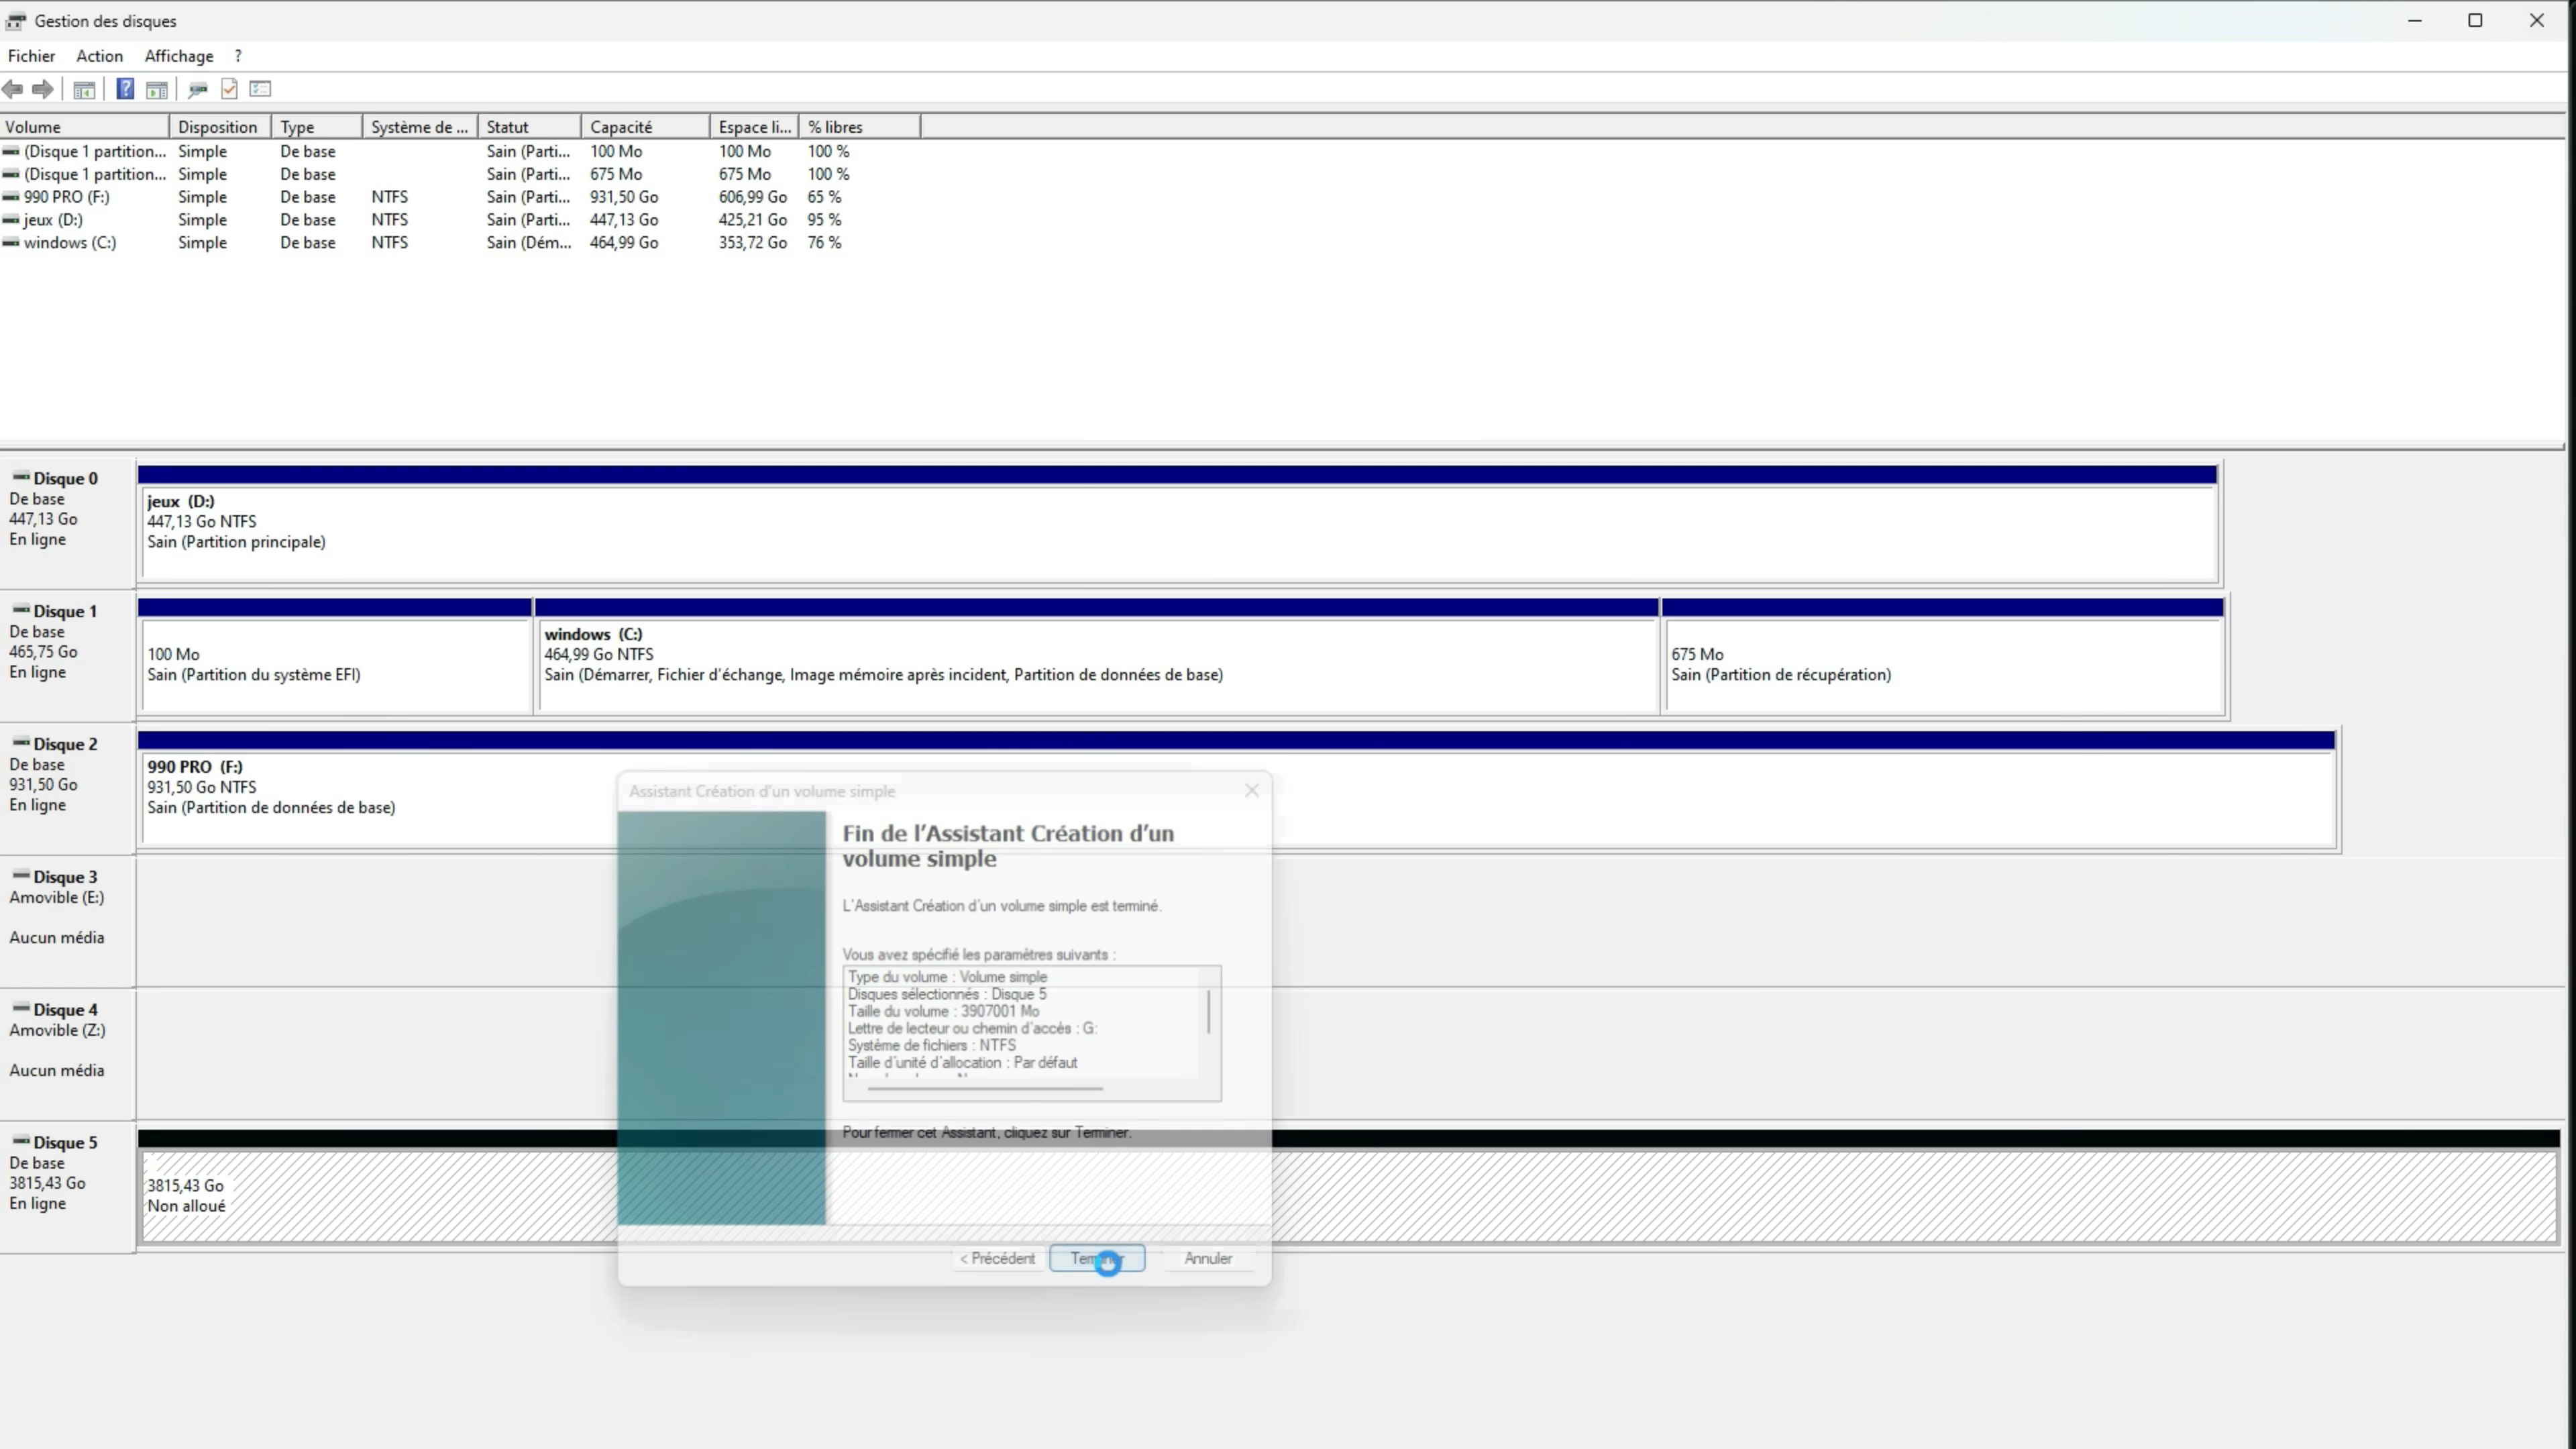 Gestion des disques
Fichier Action Affichage ?
Volume Disposition Type Système de ... Statut Capacité Espace li... % libres
(Disque 1 partition... Simple De base Sain (Parti... 100 Mo 100 Mo 100 %
(Disque 1 partition... Simple De base Sain (Parti... 675 Mo 675 Mo 100 %
990 PRO (F:) Simple De base NTFS Sain (Parti... 931,50 Go 606,99 Go 65 %
jeux (D:) Simple De base NTFS Sain (Parti... 447,13 Go 425,21 Go 95 %
windows (C:) Simple De base NTFS Sain (Dém... 464,99 Go 353,72 Go 76 %
Disque 0
De base
447,13 Go
En ligne
jeux (D:)
447,13 Go NTFS
Sain (Partition principale)
Disque 1
De base
465,75 Go
En ligne
100 Mo
Sain (Partition du système EFI)
windows (C:)
464,99 Go NTFS
Sain (Démarrer, Fichier d'échange, Image mémoire après incident, Partition de données de base)
675 Mo
Sain (Partition de récupération)
Disque 2
De base
931,50 Go
En ligne
990 PRO (F:)
931,50 Go NTFS
Sain (Partition de données de base)
Disque 3
Amovible (E:)
Aucun média
Disque 4
Amovible (Z:)
Aucun média
Disque 5
De base
3815,43 Go
En ligne
3815,43 Go
Non alloué
Assistant Création d'un volume simple
Fin de l'Assistant Création d'un
volume simple
L'Assistant Création d'un volume simple est terminé.
Vous avez spécifié les paramètres suivants :
Type du volume : Volume simple
Disques sélectionnés : Disque 5
Taille du volume : 3907001 Mo
Lettre de lecteur ou chemin d'accès : G:
Système de fichiers : NTFS
Taille d'unité d'allocation : Par défaut
Pour fermer cet Assistant, cliquez sur Terminer.
< Précédent Terminer Annuler